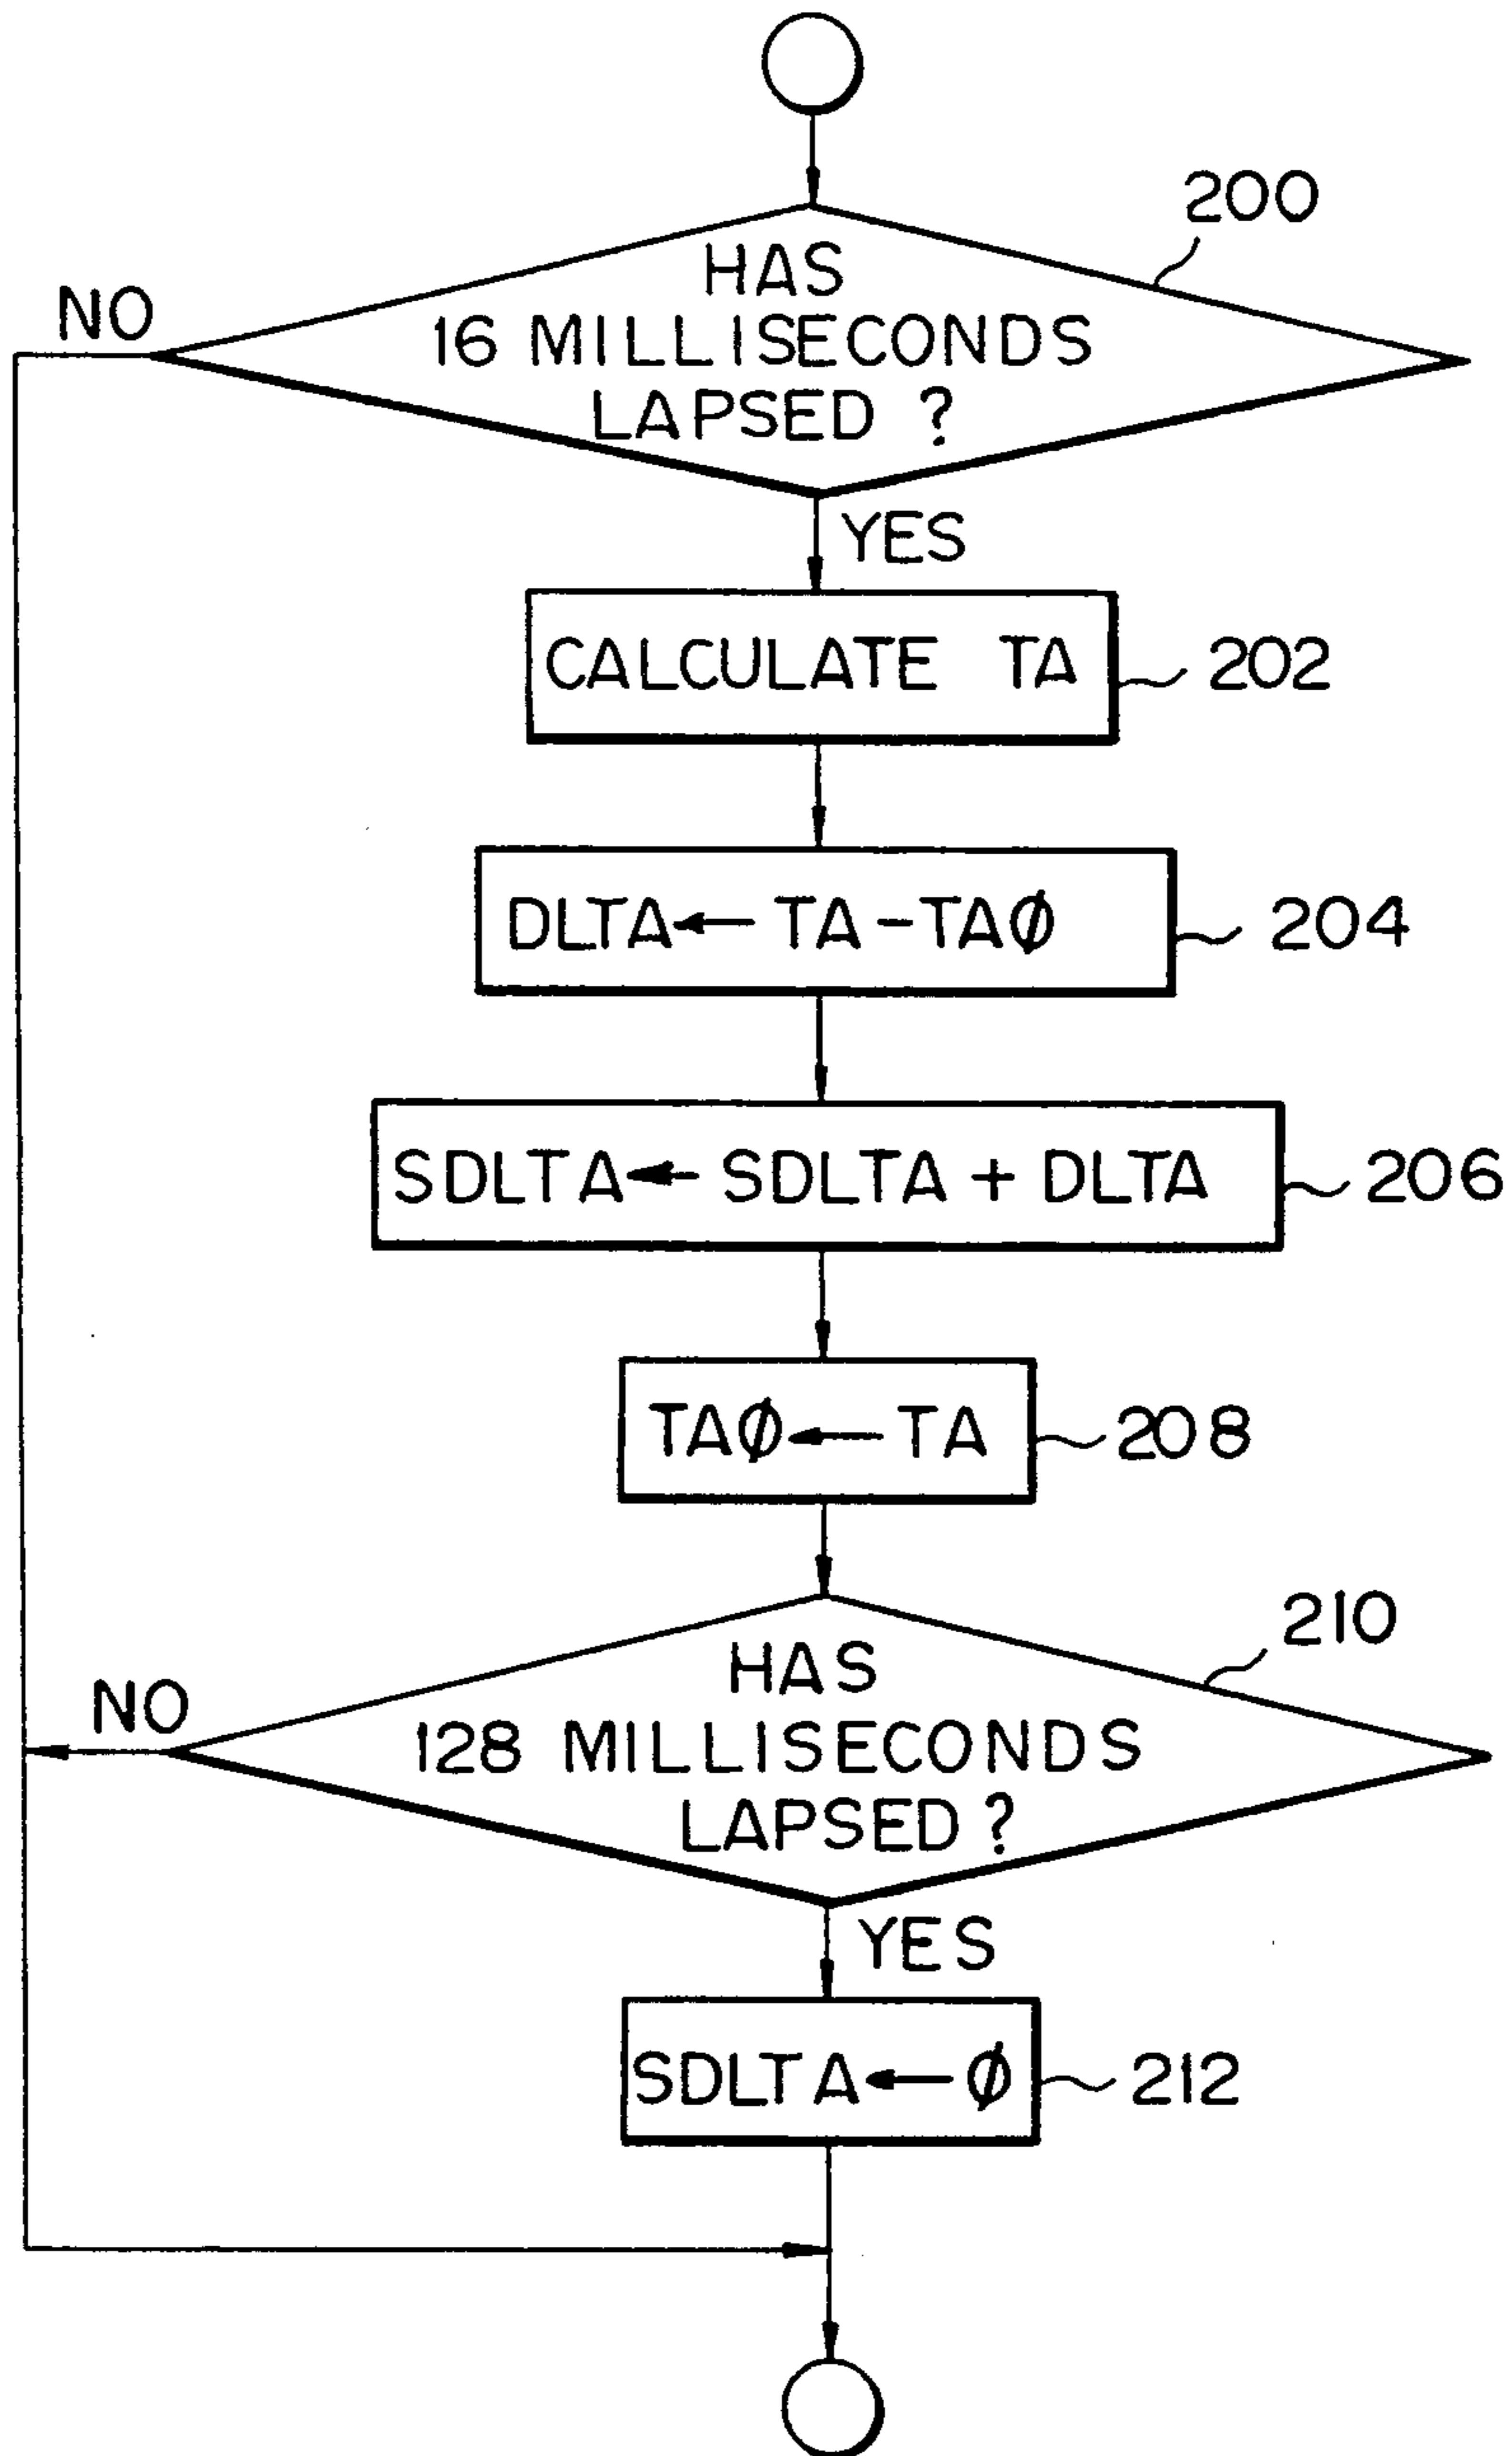 200
HAS
16 MILLISECONDS
LAPSED ?
NO
YES
CALCULATE TA
202
DLTA ← TA - TAØ
204
SDLTA ← SDLTA + DLTA
206
TAØ ← TA
208
210
HAS
128 MILLISECONDS
LAPSED ?
NO
YES
SDLTA ← Ø
212